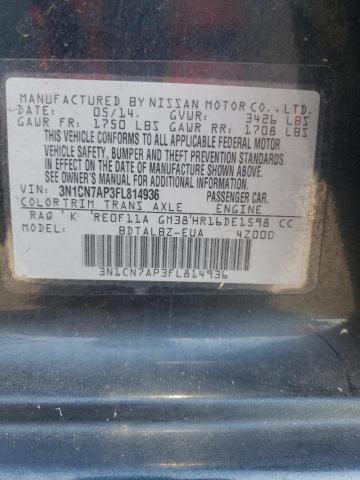 MANUFACTURED BY NISSAN MOTOR CO., LTD.
DATE: 05/14. GVWR: 3426 LBS
GAWR FR: 1750 LBS GAWR RR: 1708 LBS
THIS VEHICLE CONFORMS TO ALL APPLICABLE FEDERAL MOTOR
VEHICLE SAFETY, BUMPER AND THEFT PREVENTION STANDARDS
IN EFFECT ON THE DATE OF MANUFACTURE SHOWN ABOVE.
SEE OWNER'S MANUAL FOR ADDITIONAL INFORMATION.
VIN: 3N1CN7AP3FL814936 PASSENGER CAR.
COLOR TRIM TRANS AXLE ENGINE
RAQ K RE0F11A GM38 HR16DE1598 CC
MODEL: BDTALBZ-EUA 42000
3N1CN7AP3FL814936